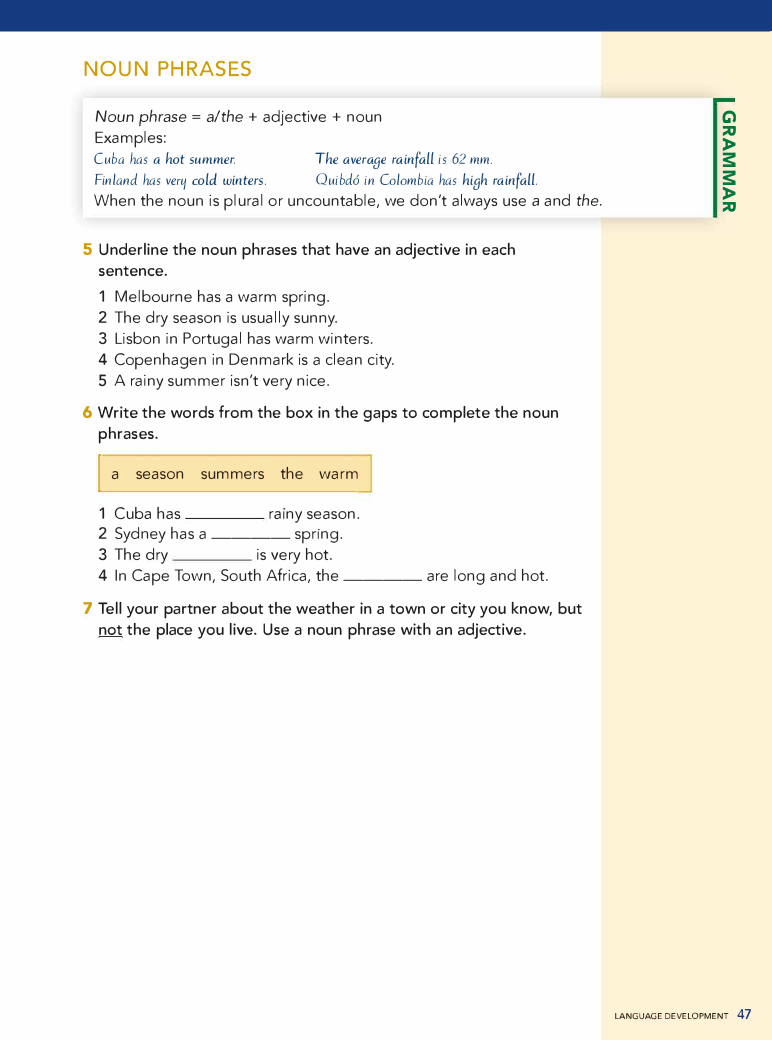 NOUN PHRASES
GRAMMAR
Noun phrase = a/the + adjective + noun
Examples:
Cuba has a hot summer. The average rainfall is 62 mm.
Finland has very cold winters. Quibdó in Colombia has high rainfall.
When the noun is plural or uncountable, we don't always use a and the.
5 Underline the noun phrases that have an adjective in each
sentence.
1 Melbourne has a warm spring.
2 The dry season is usually sunny.
3 Lisbon in Portugal has warm winters.
4 Copenhagen in Denmark is a clean city.
5 A rainy summer isn't very nice.
6 Write the words from the box in the gaps to complete the noun
phrases.
a season summers the warm
1 Cuba has __________ rainy season.
2 Sydney has a __________ spring.
3 The dry __________ is very hot.
4 In Cape Town, South Africa, the __________ are long and hot.
7 Tell your partner about the weather in a town or city you know, but
not the place you live. Use a noun phrase with an adjective.
LANGUAGE DEVELOPMENT 47